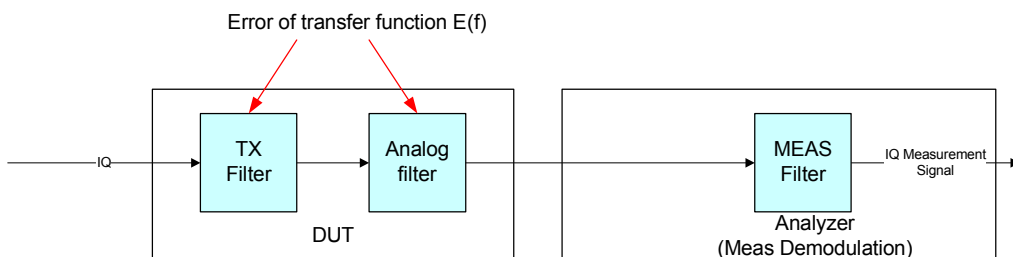 Error of transfer function E(f)
IQ
TX
Filter
Analog
filter
MEAS
Filter
IQ Measurement
Signal
DUT
Analyzer
(Meas Demodulation)